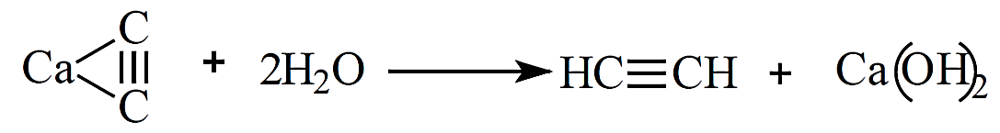 C
Ca + 2H₂O ⟶ HC≡CH + Ca(OH)₂
C